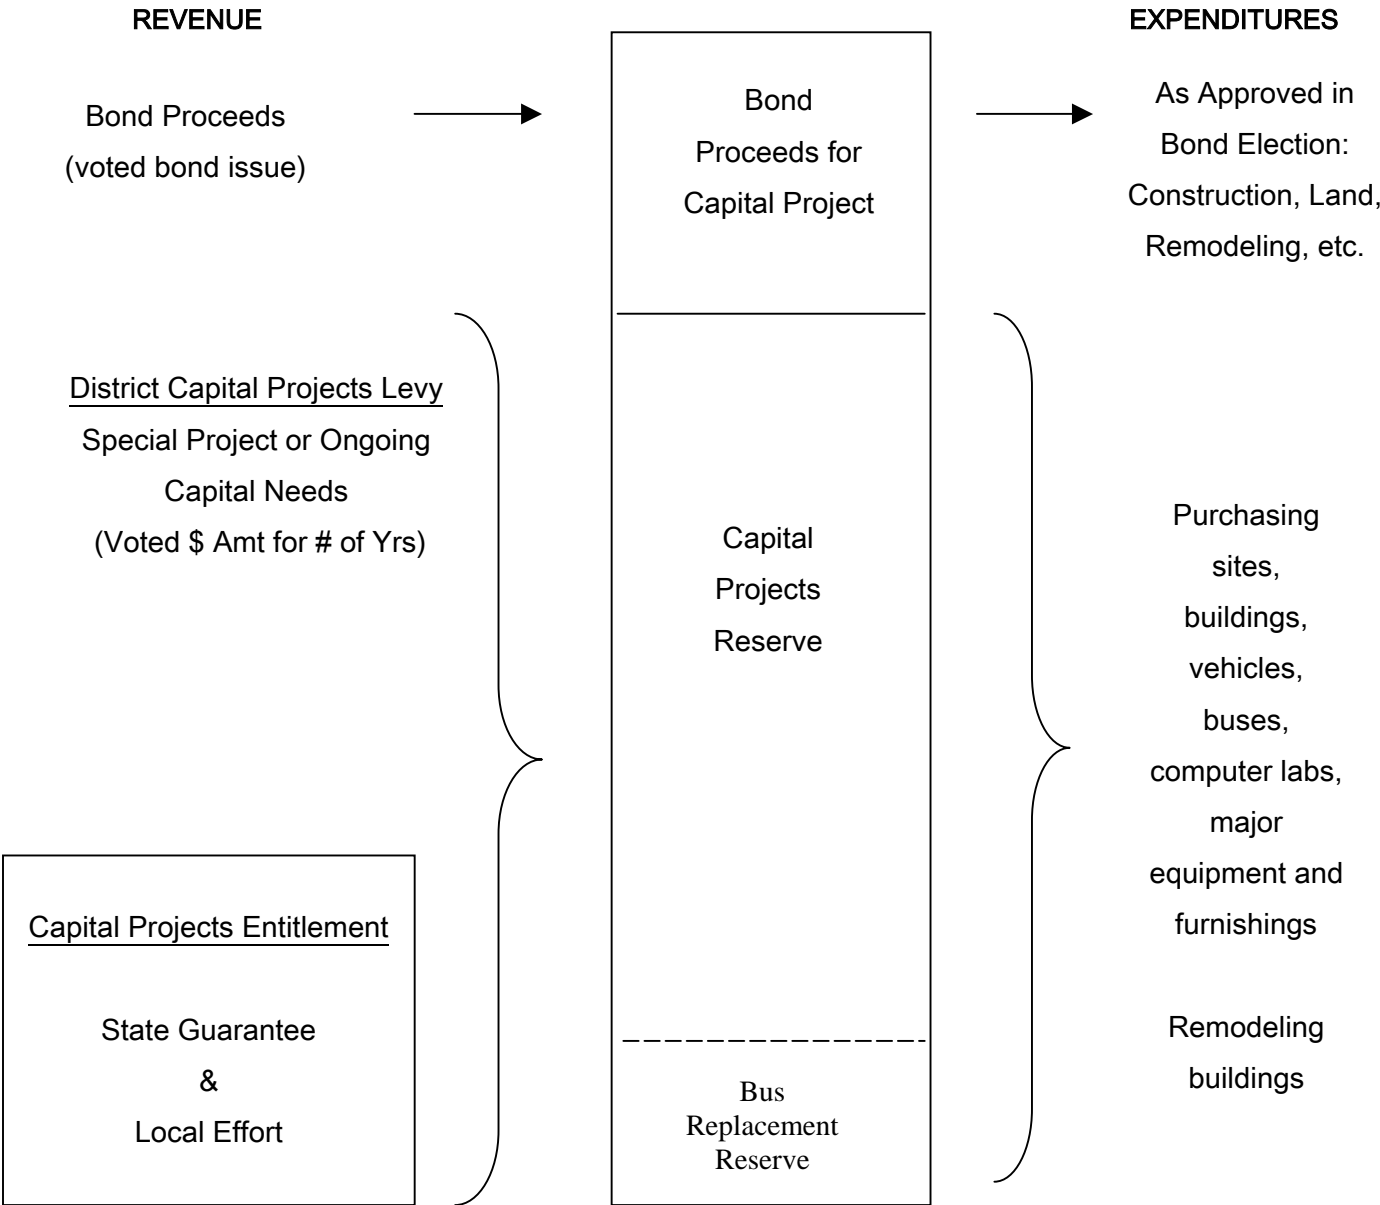 REVENUE
EXPENDITURES
Bond Proceeds
(voted bond issue)
Bond
Proceeds for
Capital Project
As Approved in
Bond Election:
Construction, Land,
Remodeling, etc.
District Capital Projects Levy
Special Project or Ongoing
Capital Needs
(Voted $ Amt for # of Yrs)
Capital
Projects
Reserve
Purchasing
sites,
buildings,
vehicles,
buses,
computer labs,
major
equipment and
furnishings
Remodeling
buildings
Capital Projects Entitlement
State Guarantee
&
Local Effort
Bus
Replacement
Reserve